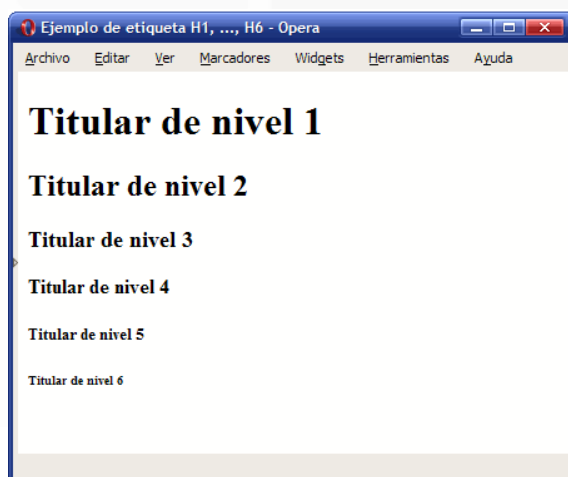 Ejemplo de etiqueta H1, ..., H6 - Opera
Archivo Editar Ver Marcadores Widgets Herramientas Ayuda
Titular de nivel 1
Titular de nivel 2
Titular de nivel 3
Titular de nivel 4
Titular de nivel 5
Titular de nivel 6